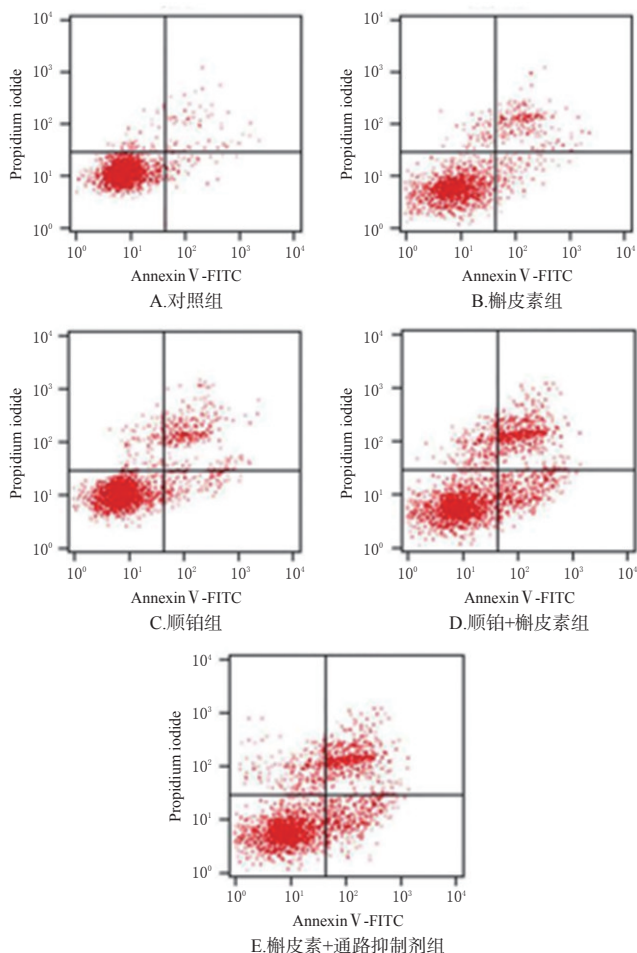 10⁴ 10⁴
10³ 10³
10² 10²
10¹ 10¹
10⁰ 10⁰
Propidium iodide Propidium iodide
10⁰ 10¹ 10² 10³ 10⁴ 10⁰ 10¹ 10² 10³ 10⁴
Annexin Ⅴ-FITC Annexin Ⅴ-FITC
A.对照组 B.槲皮素组
10⁴ 10⁴
10³ 10³
10² 10²
10¹ 10¹
10⁰ 10⁰
Propidium iodide Propidium iodide
10⁰ 10¹ 10² 10³ 10⁴ 10⁰ 10¹ 10² 10³ 10⁴
Annexin Ⅴ-FITC Annexin Ⅴ-FITC
C.顺铂组 D.顺铂+槲皮素组
10⁴
10³
10²
10¹
10⁰
Propidium iodide
10⁰ 10¹ 10² 10³ 10⁴
Annexin Ⅴ-FITC
E.槲皮素+通路抑制剂组